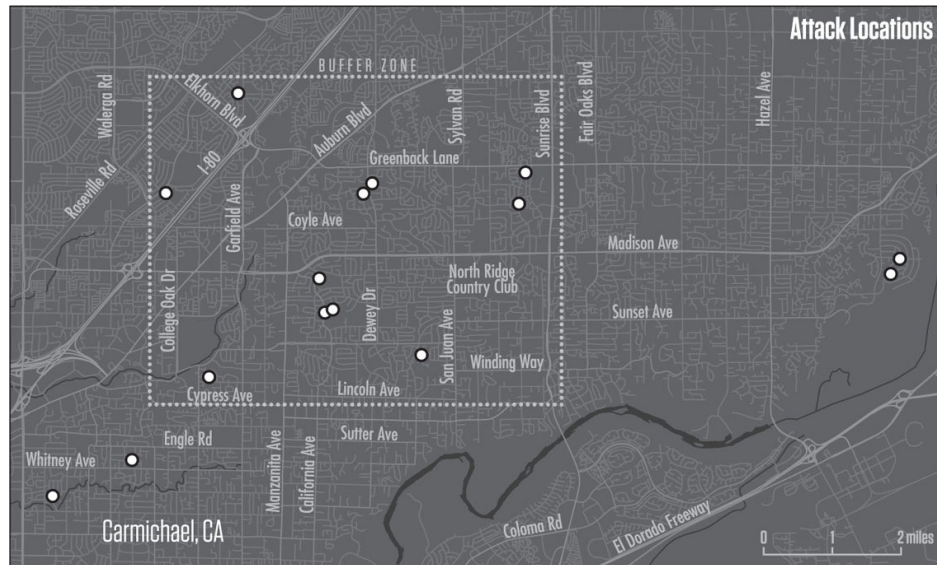 Attack Locations
BUFFER ZONE
Walerga Rd
Elkhorn Blvd
Auburn Blvd
Sylvan Rd
Sunrise Blvd
Fair Oaks Blvd
Hazel Ave
Roseville Rd
I-80
Greenback Lane
Garfield Ave
Coyle Ave
Madison Ave
College Oak Dr
North Ridge
Country Club
Dewey Dr
San Juan Ave
Sunset Ave
Winding Way
Cypress Ave
Lincoln Ave
Engle Rd
Sutter Ave
Whitney Ave
Manzanita Ave
California Ave
Carmichael, CA
Coloma Rd
El Dorado Freeway
0 1 2 miles